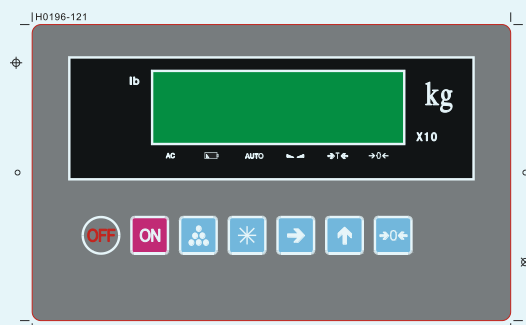 H0196-121
lb
kg
X10
AC AUTO →T← →0←
OFF ON →0←